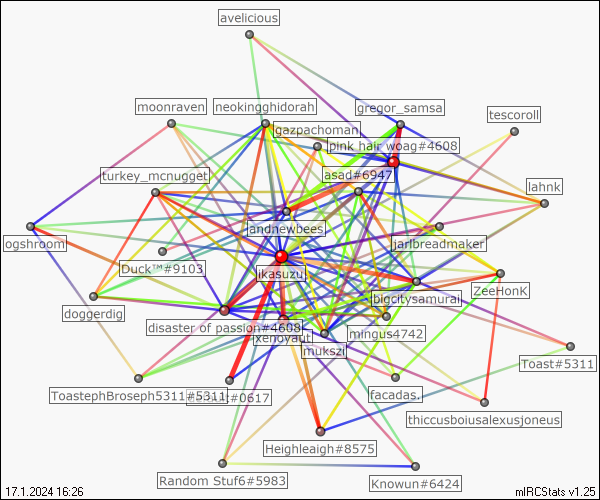 avelicious
moonraven
neokingghidorah
gregor_samsa
tescoroll
gazpachoman
pink hair woag#4608
turkey_mcnugget
asad#6947
lahnk
andnewbees
ogshroom
jarlbreadmaker
Duck™#9103
ikasuzu
bigcitysamurai
ZeeHonK
doggerdig
disaster of passion#4608
xenoyaut
mingus4742
mukszi
Toast#5311
ToastephBroseph5311#5311
#0617
facadas.
thiccusboiusalexusjoneus
Heighleaigh#8575
Random Stuf6#5983
Knowun#6424
17.1.2024 16:26
mIRCStats v1.25